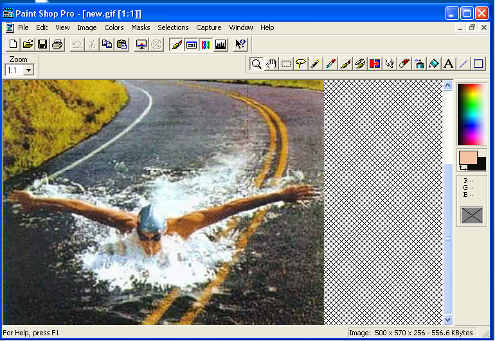 Paint Shop Pro - [new.gif [1:1]]
File Edit View Image Colors Masks Selections Capture Window Help
Zoom
1:1
A
R --
G --
B --
For Help, press F1
Image: 500 x 570 x 256 - 556.6 KBytes